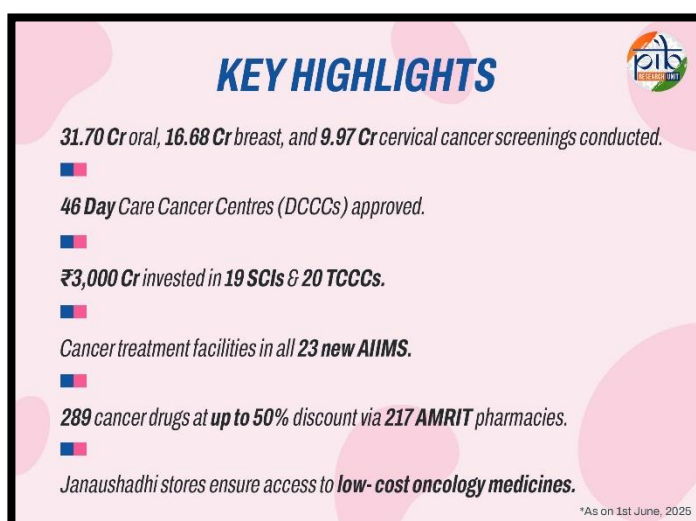 KEY HIGHLIGHTS
pib
RESEARCH UNIT
31.70 Cr oral, 16.68 Cr breast, and 9.97 Cr cervical cancer screenings conducted.
46 Day Care Cancer Centres (DCCCs) approved.
₹3,000 Cr invested in 19 SCIs & 20 TCCCs.
Cancer treatment facilities in all 23 new AIIMS.
289 cancer drugs at up to 50% discount via 217 AMRIT pharmacies.
Janaushadhi stores ensure access to low- cost oncology medicines.
*As on 1st June, 2025